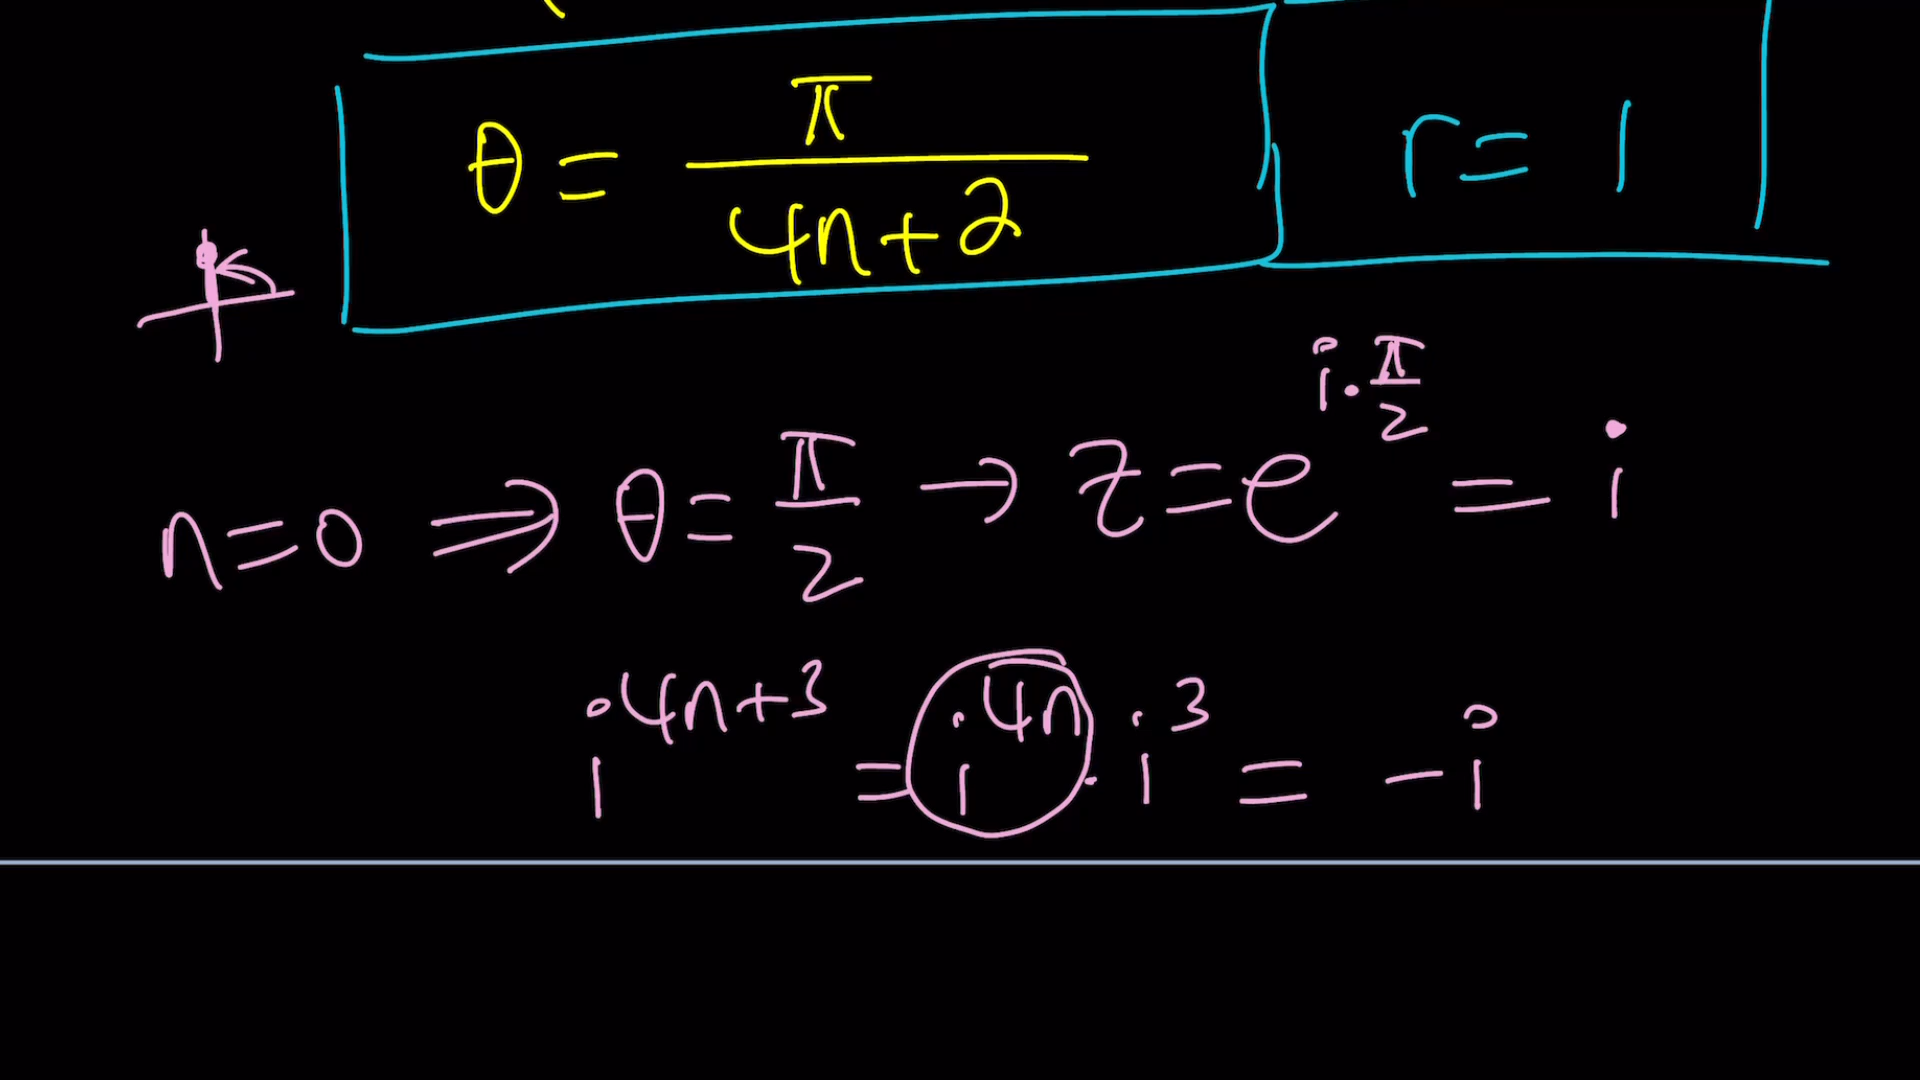 θ = π/(4n+2)   r = 1
n=0 ⇒ θ = π/2 → z = e^(i·π/2) = i
i^(4n+3) = i^(4n) · i^3 = -i